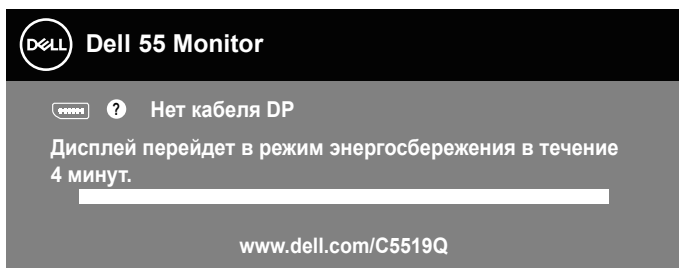 DELL Dell 55 Monitor
? Нет кабеля DP
Дисплей перейдет в режим энергосбережения в течение
4 минут.
www.dell.com/C5519Q